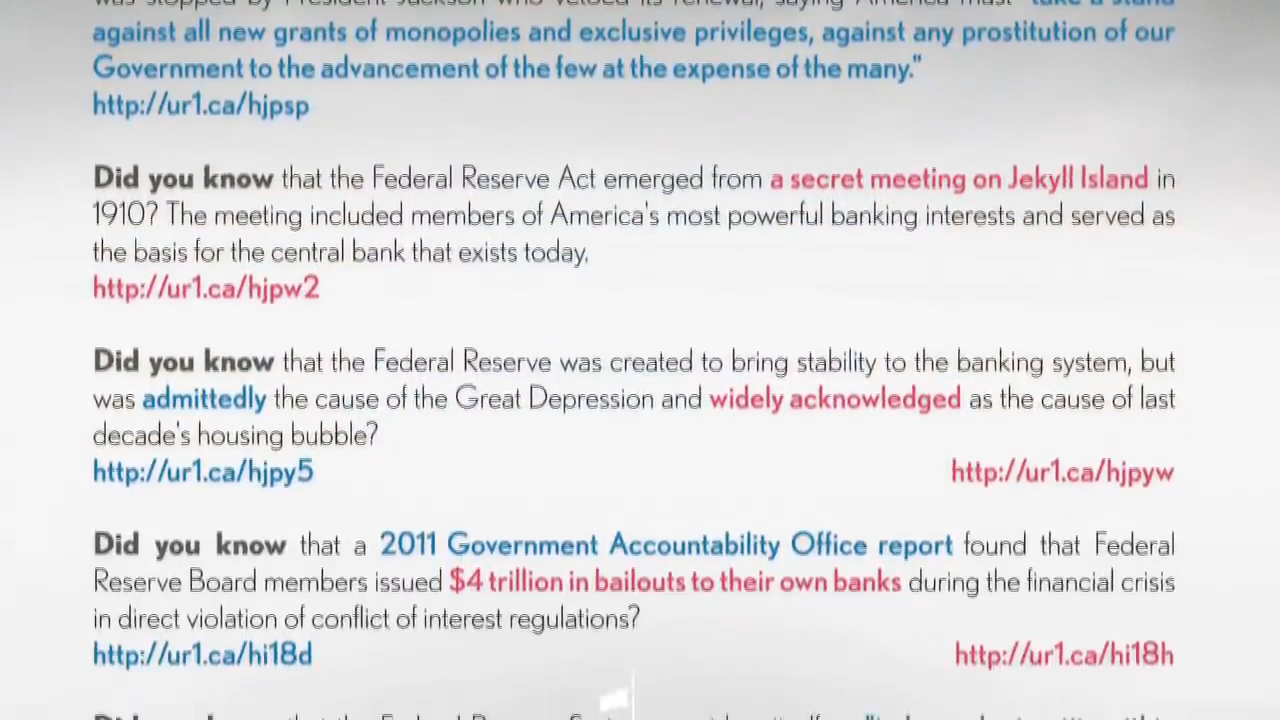 against all new grants of monopolies and exclusive privileges, against any prostitution of our
Government to the advancement of the few at the expense of the many."
http://ur1.ca/hjpsp
Did you know that the Federal Reserve Act emerged from a secret meeting on Jekyll Island in
1910? The meeting included members of America's most powerful banking interests and served as
the basis for the central bank that exists today.
http://ur1.ca/hjpw2
Did you know that the Federal Reserve was created to bring stability to the banking system, but
was admittedly the cause of the Great Depression and widely acknowledged as the cause of last
decade's housing bubble?
http://ur1.ca/hjpy5 http://ur1.ca/hjpyw
Did you know that a 2011 Government Accountability Office report found that Federal
Reserve Board members issued $4 trillion in bailouts to their own banks during the financial crisis
in direct violation of conflict of interest regulations?
http://ur1.ca/hi18d http://ur1.ca/hi18h